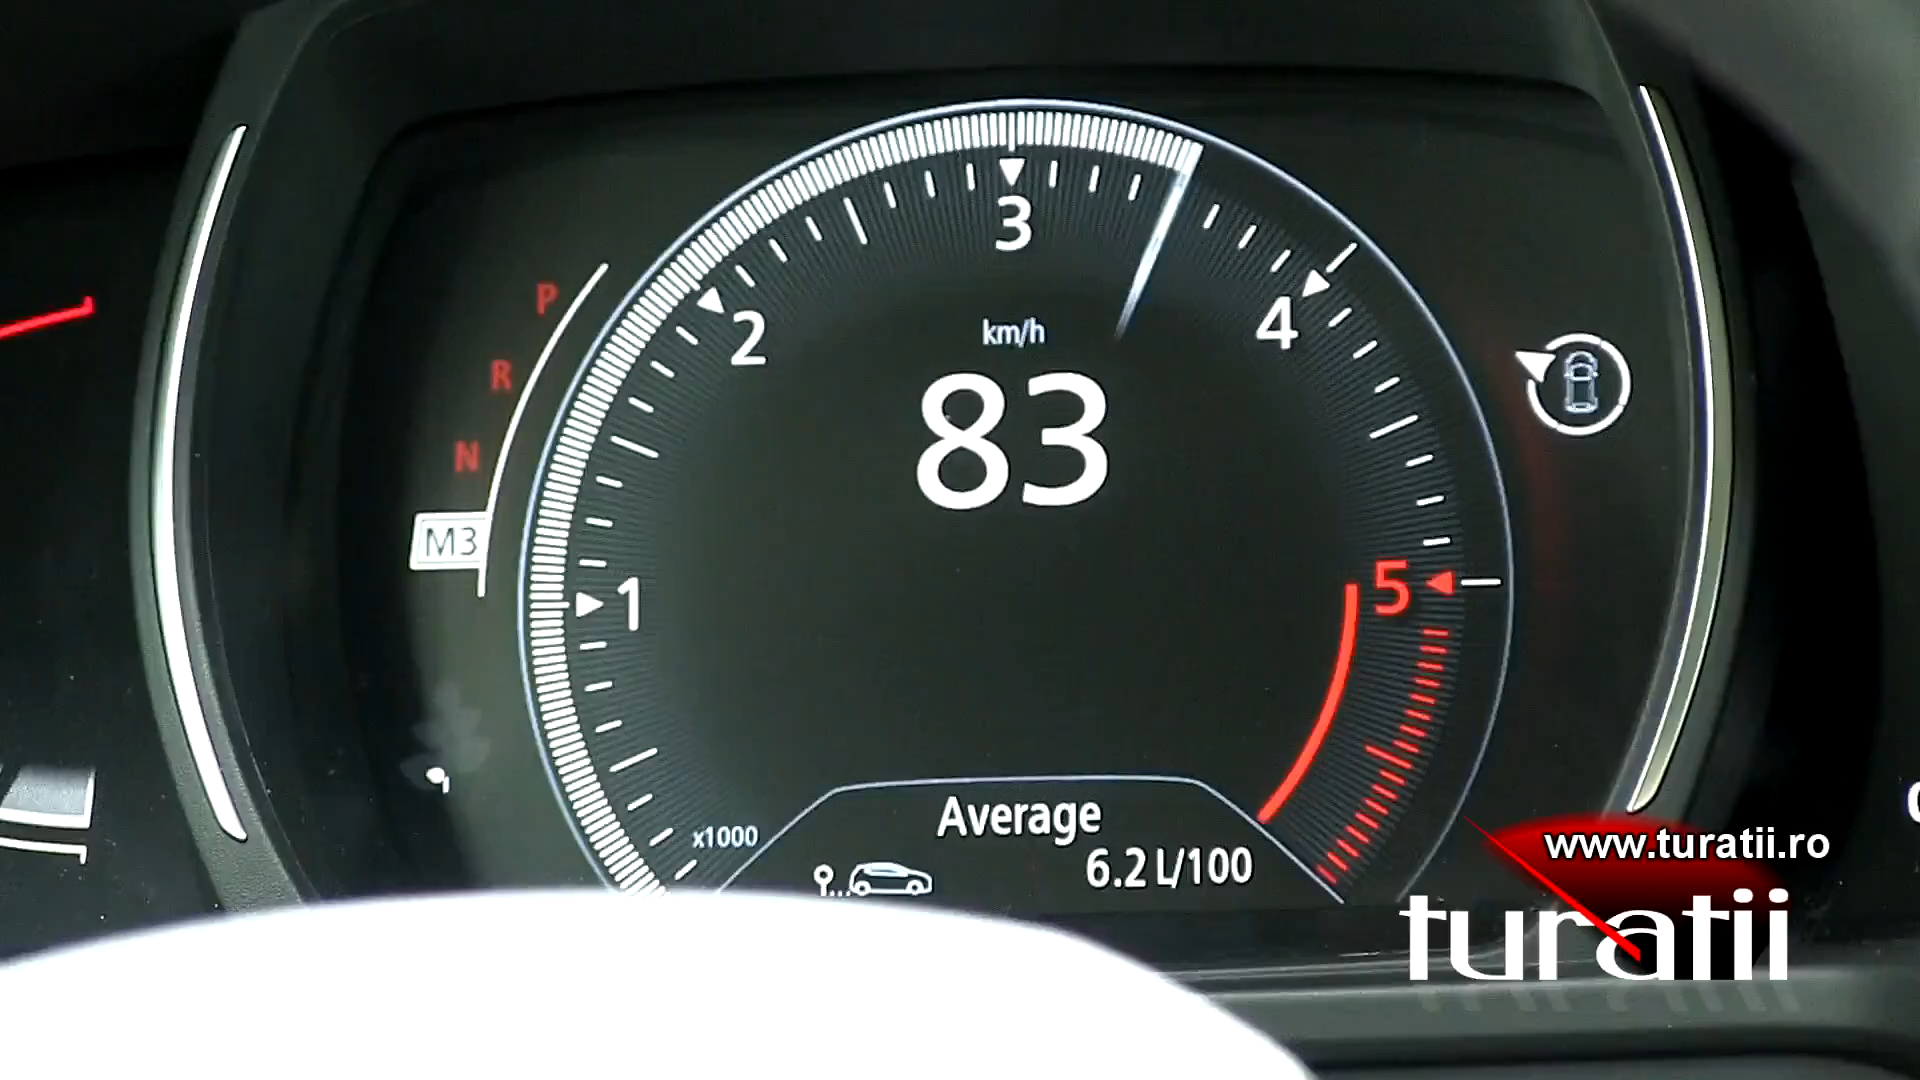 3
P
2
km/h
4
R
83
N
M3
1
5
x1000
Average
6.2 L/100
www.turatii.ro
turatii